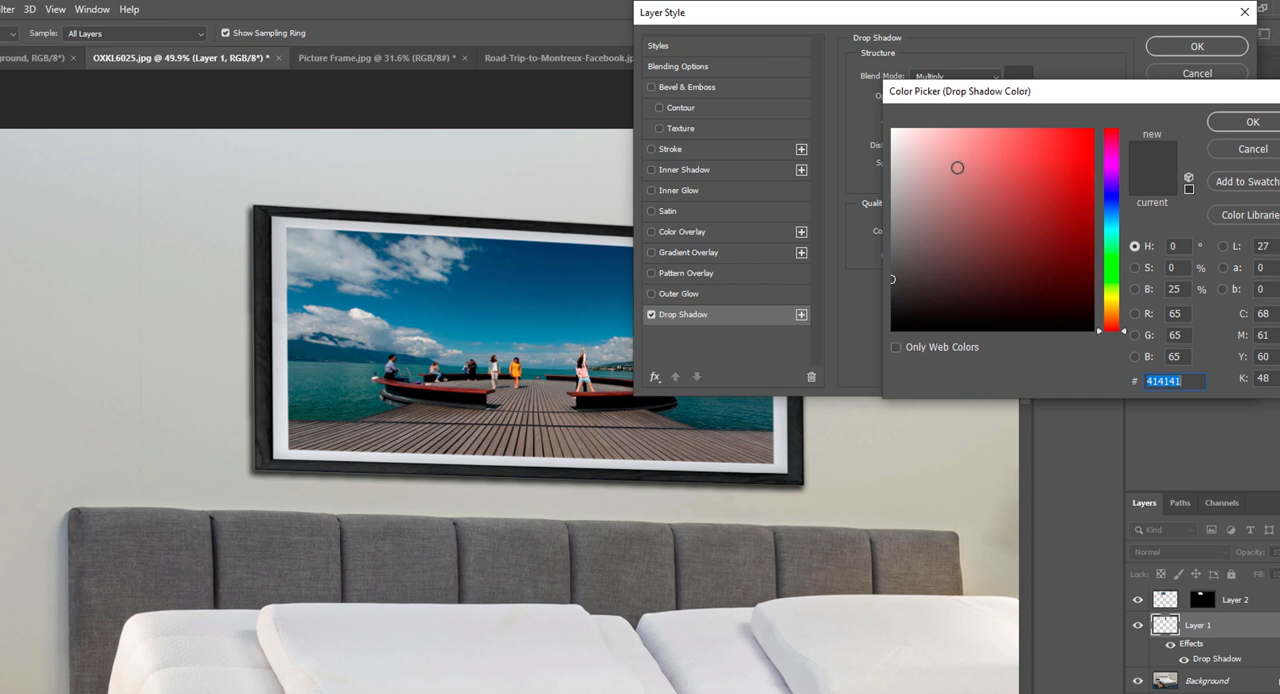 3D View Window Help
Sample: All Layers Show Sampling Ring
RGB/8*) × OXKL6025.jpg @ 49.9% (Layer 1, RGB/8*) * × Picture Frame.jpg @ 31.6% (RGB/8#) * × Road-Trip-to-Montreux-Facebook.jp
Layer Style
Styles
Blending Options
Bevel & Emboss
Contour
Texture
Stroke
Inner Shadow
Inner Glow
Satin
Color Overlay
Gradient Overlay
Pattern Overlay
Outer Glow
Drop Shadow
fx
Drop Shadow
Structure
Blend Mode: Multiply
OK
Cancel
Color Picker (Drop Shadow Color)
new
current
OK
Cancel
Add to Swatch
Color Librarie
H: 0 °
S: 0 %
B: 25 %
R: 65
G: 65
B: 65
# 414141
L: 27
a: 0
b: 0
C: 68
M: 61
Y: 60
K: 48
Only Web Colors
Layers Paths Channels
Kind
Normal Opacity:
Lock: Fill:
Layer 2
Layer 1
Effects
Drop Shadow
Background